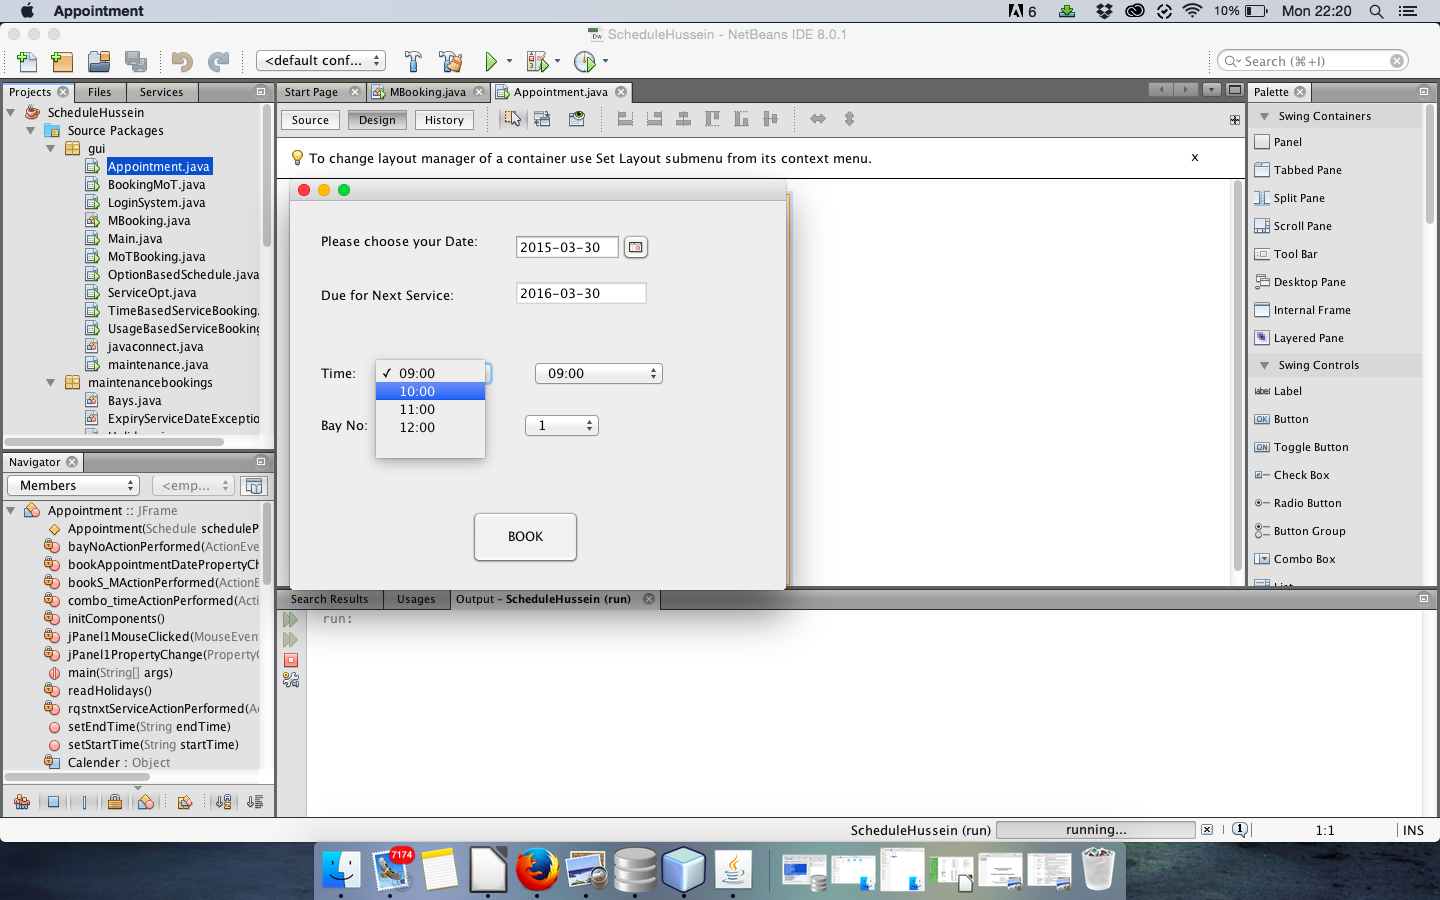 Appointment
6
10%
Mon 22:20
ScheduleHussein - NetBeans IDE 8.0.1
<default conf...
Search (⌘+I)
Projects
Files
Services
ScheduleHussein
Source Packages
gui
Appointment.java
BookingMoT.java
LoginSystem.java
MBooking.java
Main.java
MoTBooking.java
OptionBasedSchedule.java
ServiceOpt.java
TimeBasedServiceBooking
UsageBasedServiceBooking
javaconnect.java
maintenance.java
maintenancebookings
Bays.java
ExpiryServiceDateExceptio
Navigator
Members
<emp...
Appointment :: JFrame
Appointment(Schedule scheduleP
bayNoActionPerformed(ActionEve
bookAppointmentDatePropertyCh
bookS_MActionPerformed(ActionE
combo_timeActionPerformed(Acti
initComponents()
jPanel1MouseClicked(MouseEvent
jPanel1PropertyChange(PropertyC
main(String[] args)
readHolidays()
rqstnxtServiceActionPerformed(A
setEndTime(String endTime)
setStartTime(String startTime)
Calender : Object
Start Page
MBooking.java
Appointment.java
Source
Design
History
To change layout manager of a container use Set Layout submenu from its context menu.
x
Please choose your Date:
2015-03-30
Due for Next Service:
2016-03-30
Time:
✓ 09:00
10:00
11:00
12:00
09:00
Bay No:
1
BOOK
Search Results
Usages
Output - ScheduleHussein (run)
run:
Palette
Swing Containers
Panel
Tabbed Pane
Split Pane
Scroll Pane
Tool Bar
Desktop Pane
Internal Frame
Layered Pane
Swing Controls
label Label
OK Button
ON Toggle Button
Check Box
Radio Button
Button Group
Combo Box
ScheduleHussein (run)
running...
1
1:1
INS
7174